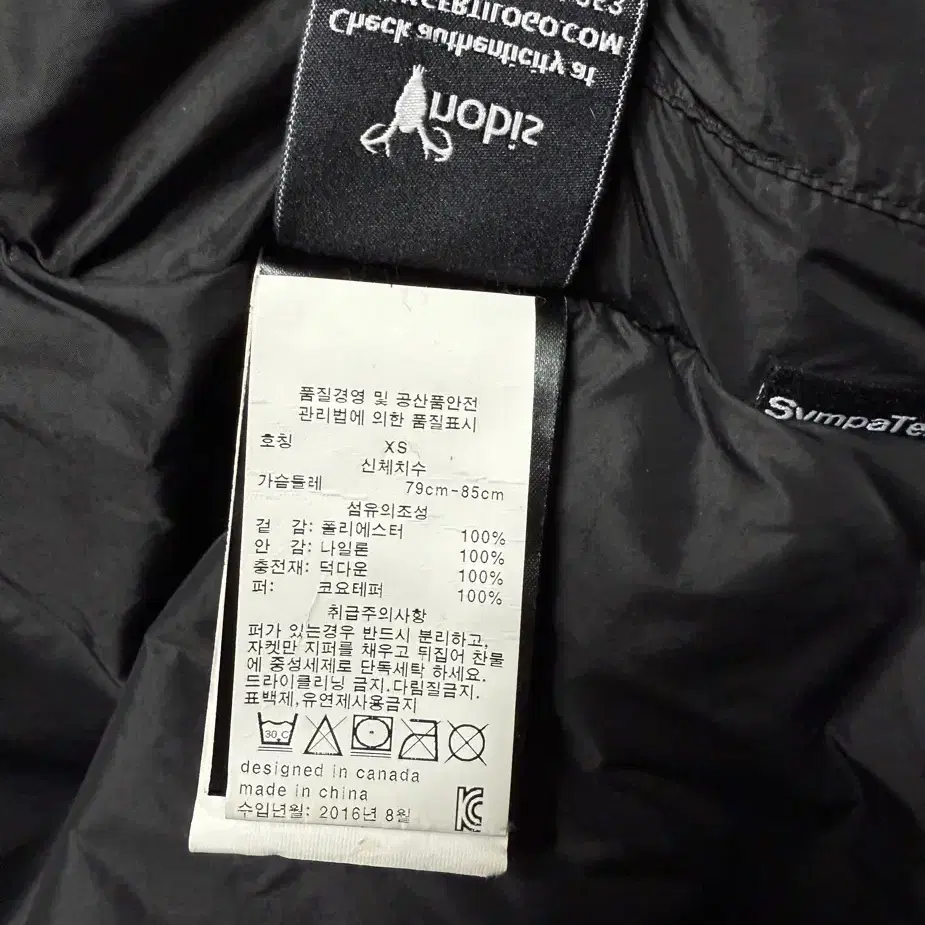 nobis
Check authenticity at
CERTILOGO.COM
품질경영 및 공산품안전
관리법에 의한 품질표시
호칭 XS
신체치수
가슴둘레 79cm-85cm
섬유의조성
겉 감: 폴리에스터 100%
안 감: 나일론 100%
충전재: 덕다운 100%
퍼: 코요테퍼 100%
취급주의사항
퍼가 있는경우 반드시 분리하고,
자켓만 지퍼를 채우고 뒤집어 찬물
에 중성세제로 단독세탁 하세요.
드라이클리닝 금지.다림질금지.
표백제,유연제사용금지
30 C
designed in canada
made in china
수입년월: 2016년 8월
KC
SympaTe